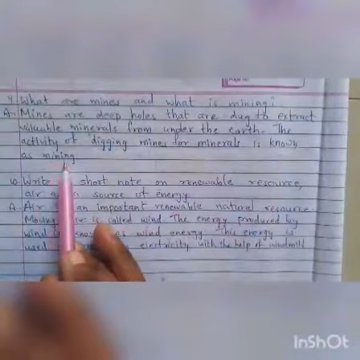 9. What are mines and what is mining?
A. Mines are deep holes that are dug to extract
valuable minerals from under the earth. The
activity of digging mines for minerals is known
as mining
Write short note on renewable resource,
air as a source of energy
A. Air is an important renewable natural resource.
Moving air is called wind. The energy produced by
wind is known as wind energy. This energy is
used electricity with the help of windmill
InShOt